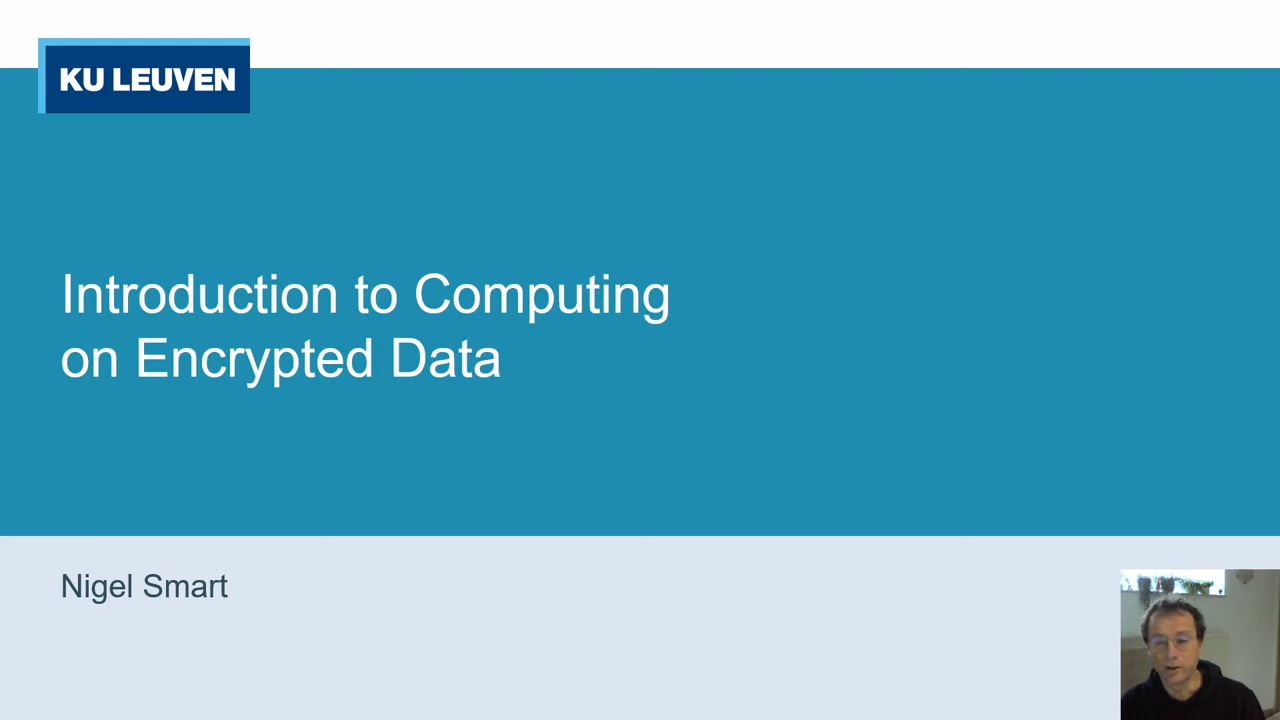 KU LEUVEN
Introduction to Computing
on Encrypted Data
Nigel Smart